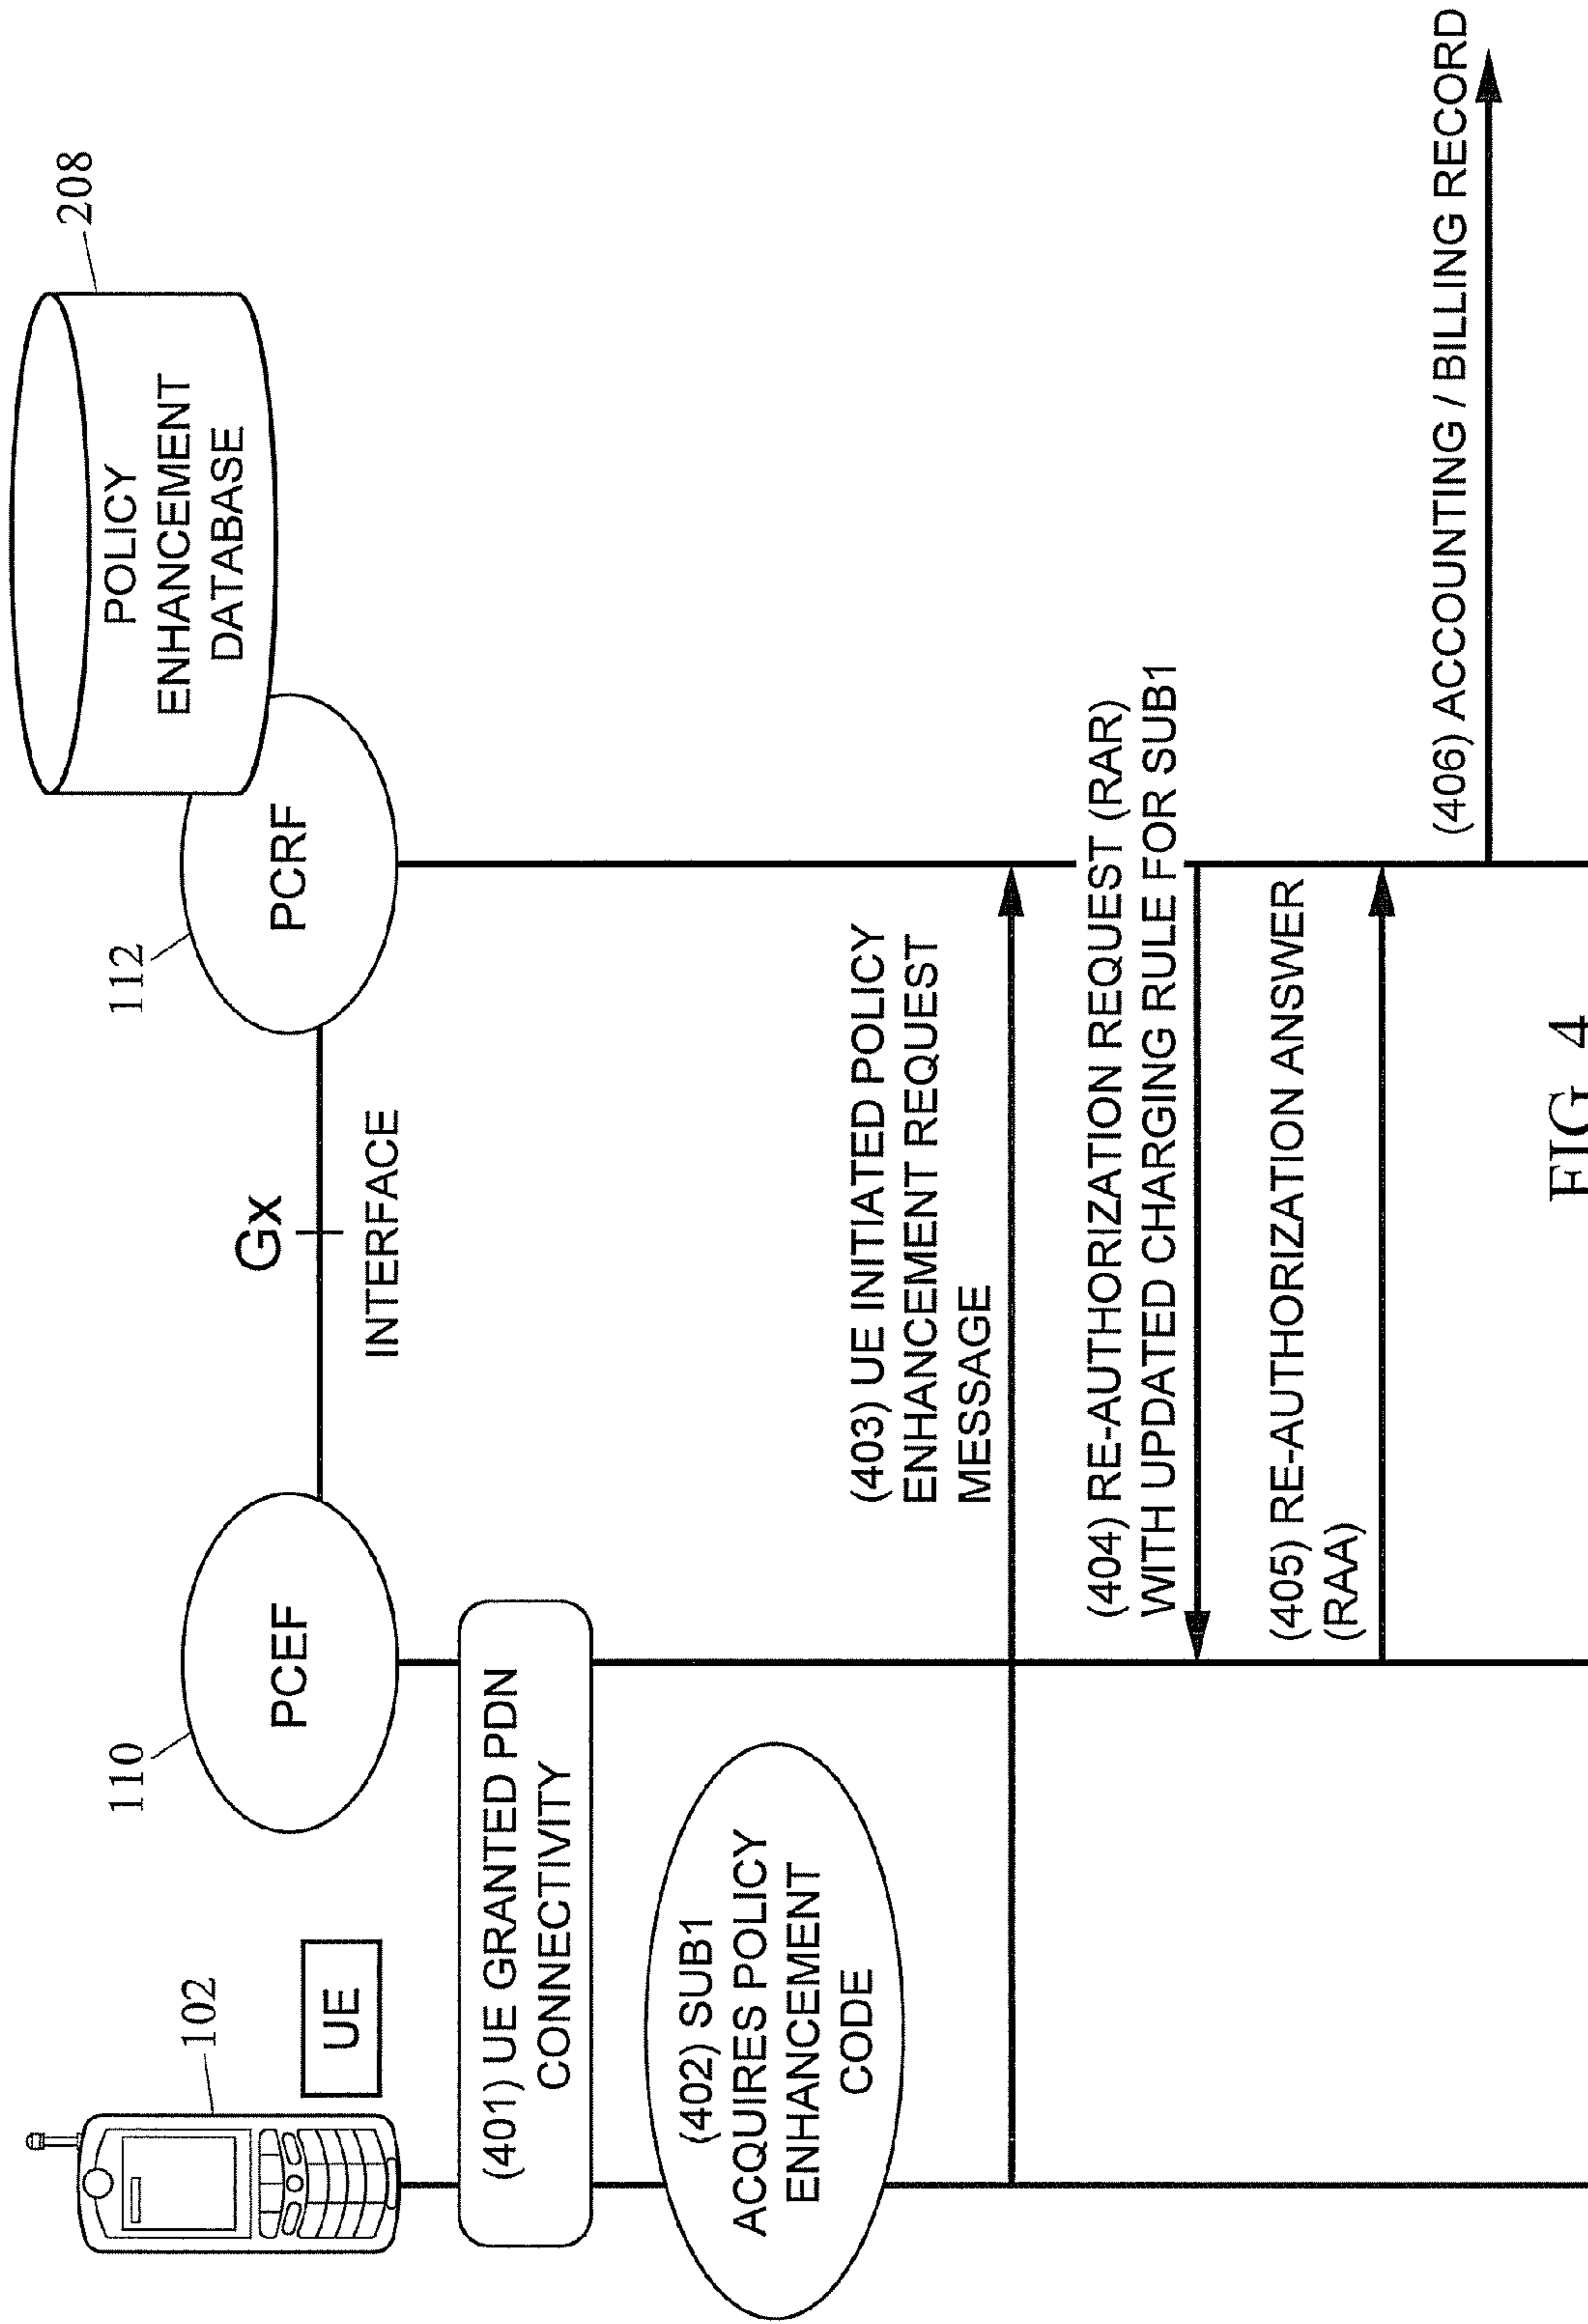 208
POLICY
ENHANCEMENT
DATABASE
112
PCRF
Gx
INTERFACE
110
PCEF
102
UE
(401) UE GRANTED PDN
CONNECTIVITY
(402) SUB1
ACQUIRES POLICY
ENHANCEMENT
CODE
(403) UE INITIATED POLICY
ENHANCEMENT REQUEST
MESSAGE
(404) RE-AUTHORIZATION REQUEST (RAR)
WITH UPDATED CHARGING RULE FOR SUB1
(405) RE-AUTHORIZATION ANSWER
(RAA)
(406) ACCOUNTING / BILLING RECORD
FIG. 4